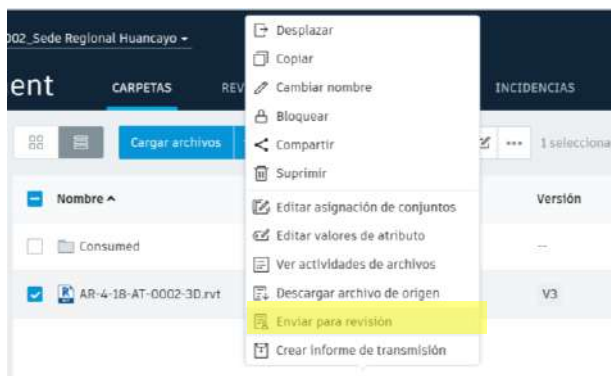 002_Sede Regional Huancayo
ent
CARPETAS
REV
INCIDENCIAS
Cargar archivos
1 selecciona
Nombre
Versión
Consumed
--
AR-4-18-AT-0002-3D.rvt
V3
Desplazar
Copiar
Cambiar nombre
Bloquear
Compartir
Suprimir
Editar asignación de conjuntos
Editar valores de atributo
Ver actividades de archivos
Descargar archivo de origen
Enviar para revisión
Crear informe de transmisión